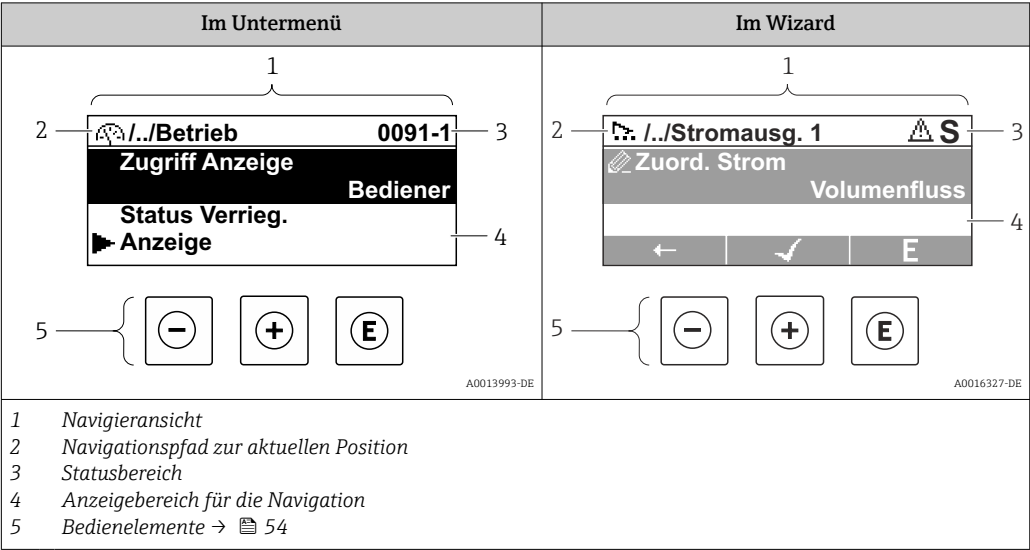 Im Untermenü
Im Wizard
1
2
/../Betrieb 0091-1
3
Zugriff Anzeige
Bediener
Status Verrieg.
Anzeige
4
5
E
A0013993-DE
1
2
/../Stromausg. 1 S
3
Zuord. Strom
Volumenfluss
4
E
5
E
A0016327-DE
1 Navigieransicht
2 Navigationspfad zur aktuellen Position
3 Statusbereich
4 Anzeigebereich für die Navigation
5 Bedienelemente → 54